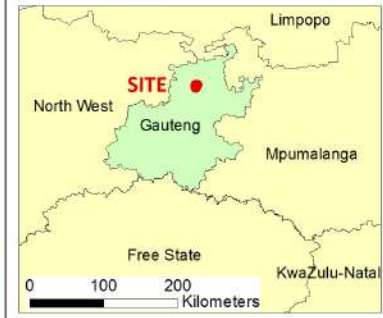 Limpopo
SITE
North West
Gauteng
Mpumalanga
Free State
KwaZulu-Natal
0 100 200
Kilometers